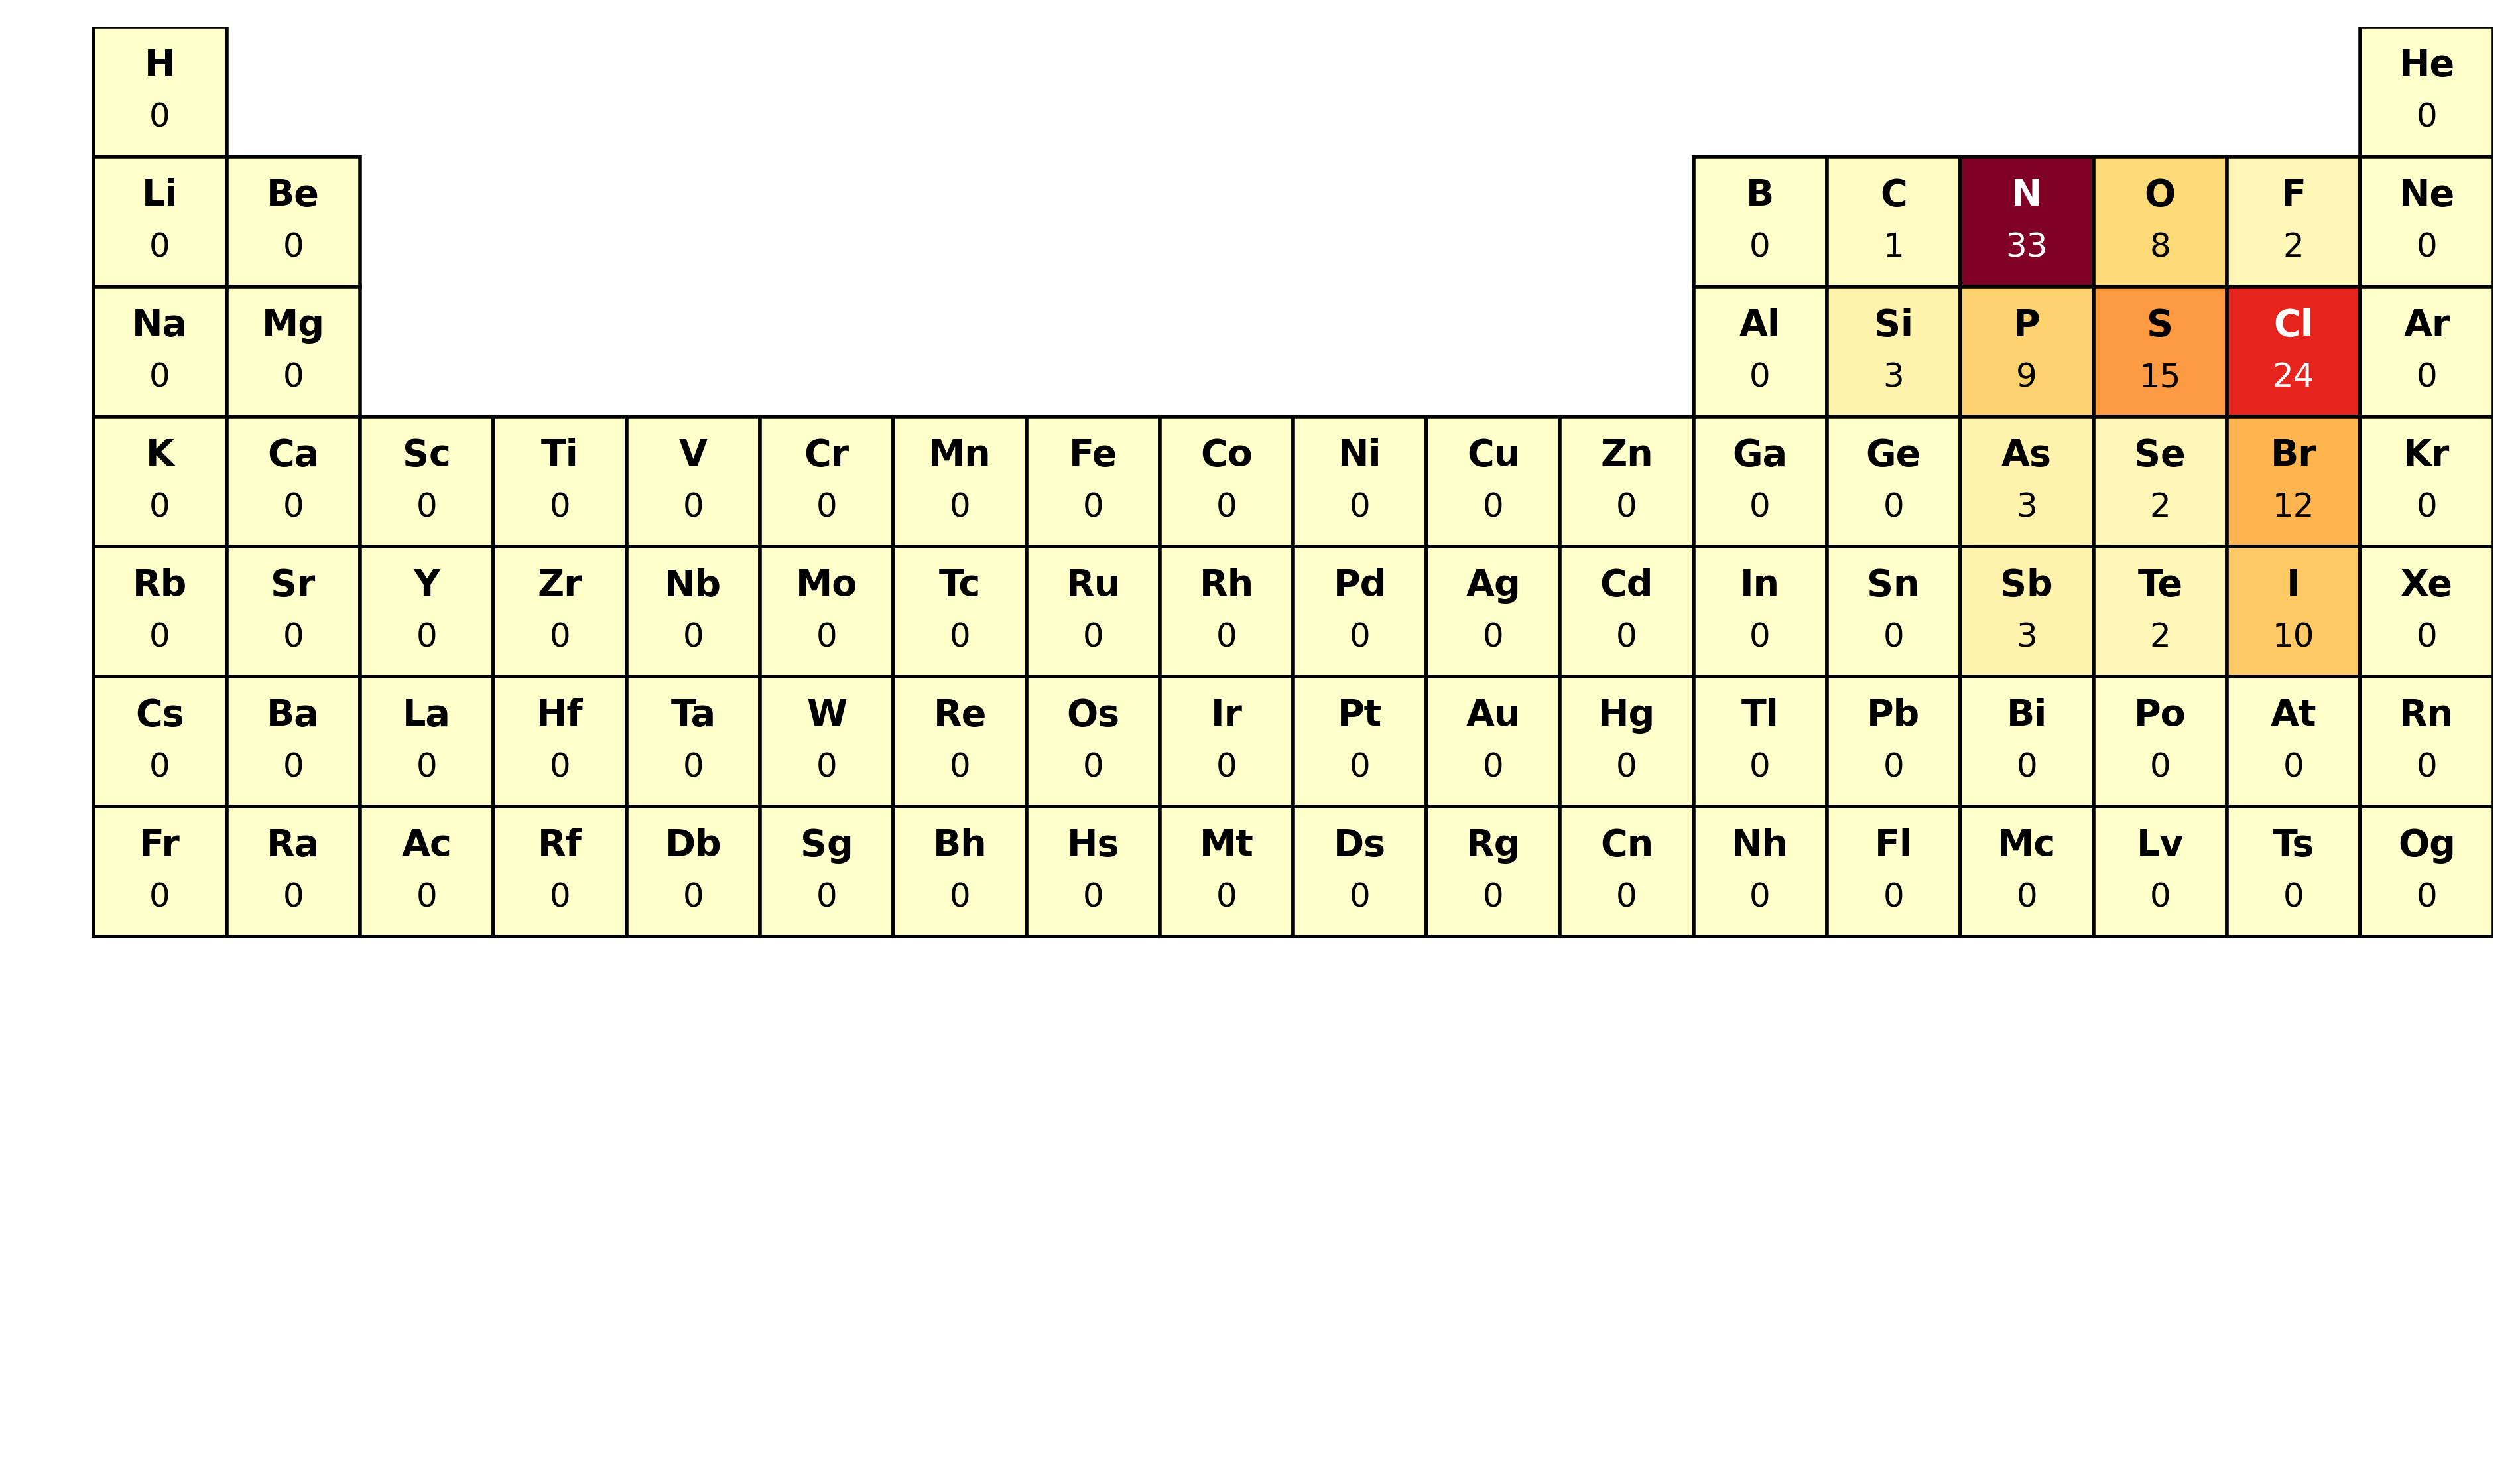 H He
0 0
Li Be B C N O F Ne
0 0 0 1 33 8 2 0
Na Mg Al Si P S Cl Ar
0 0 0 3 9 15 24 0
K Ca Sc Ti V Cr Mn Fe Co Ni Cu Zn Ga Ge As Se Br Kr
0 0 0 0 0 0 0 0 0 0 0 0 0 0 3 2 12 0
Rb Sr Y Zr Nb Mo Tc Ru Rh Pd Ag Cd In Sn Sb Te I Xe
0 0 0 0 0 0 0 0 0 0 0 0 0 0 3 2 10 0
Cs Ba La Hf Ta W Re Os Ir Pt Au Hg Tl Pb Bi Po At Rn
0 0 0 0 0 0 0 0 0 0 0 0 0 0 0 0 0 0
Fr Ra Ac Rf Db Sg Bh Hs Mt Ds Rg Cn Nh Fl Mc Lv Ts Og
0 0 0 0 0 0 0 0 0 0 0 0 0 0 0 0 0 0